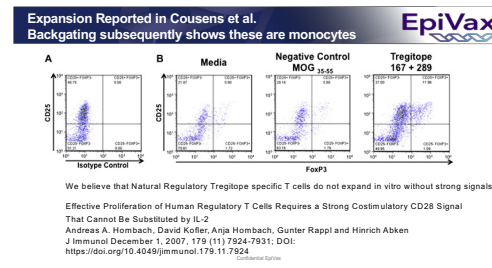 Expansion Reported in Cousens et al.
Backgating subsequently shows these are monocytes
EpiVax
A
B
Media
Negative Control
MOG 35-55
Tregitope
167 + 289
CD25
Isotype Control
FoxP3
We believe that Natural Regulatory Tregitope specific T cells do not expand in vitro without strong signals
Effective Proliferation of Human Regulatory T Cells Requires a Strong Costimulatory CD28 Signal
That Cannot Be Substituted by IL-2
Andreas A. Hombach, David Kofler, Anja Hombach, Gunter Rappl and Hinrich Abken
J Immunol December 1, 2007, 179 (11) 7924-7931; DOI:
https://doi.org/10.4049/jimmunol.179.11.7924
Confidential EpiVax